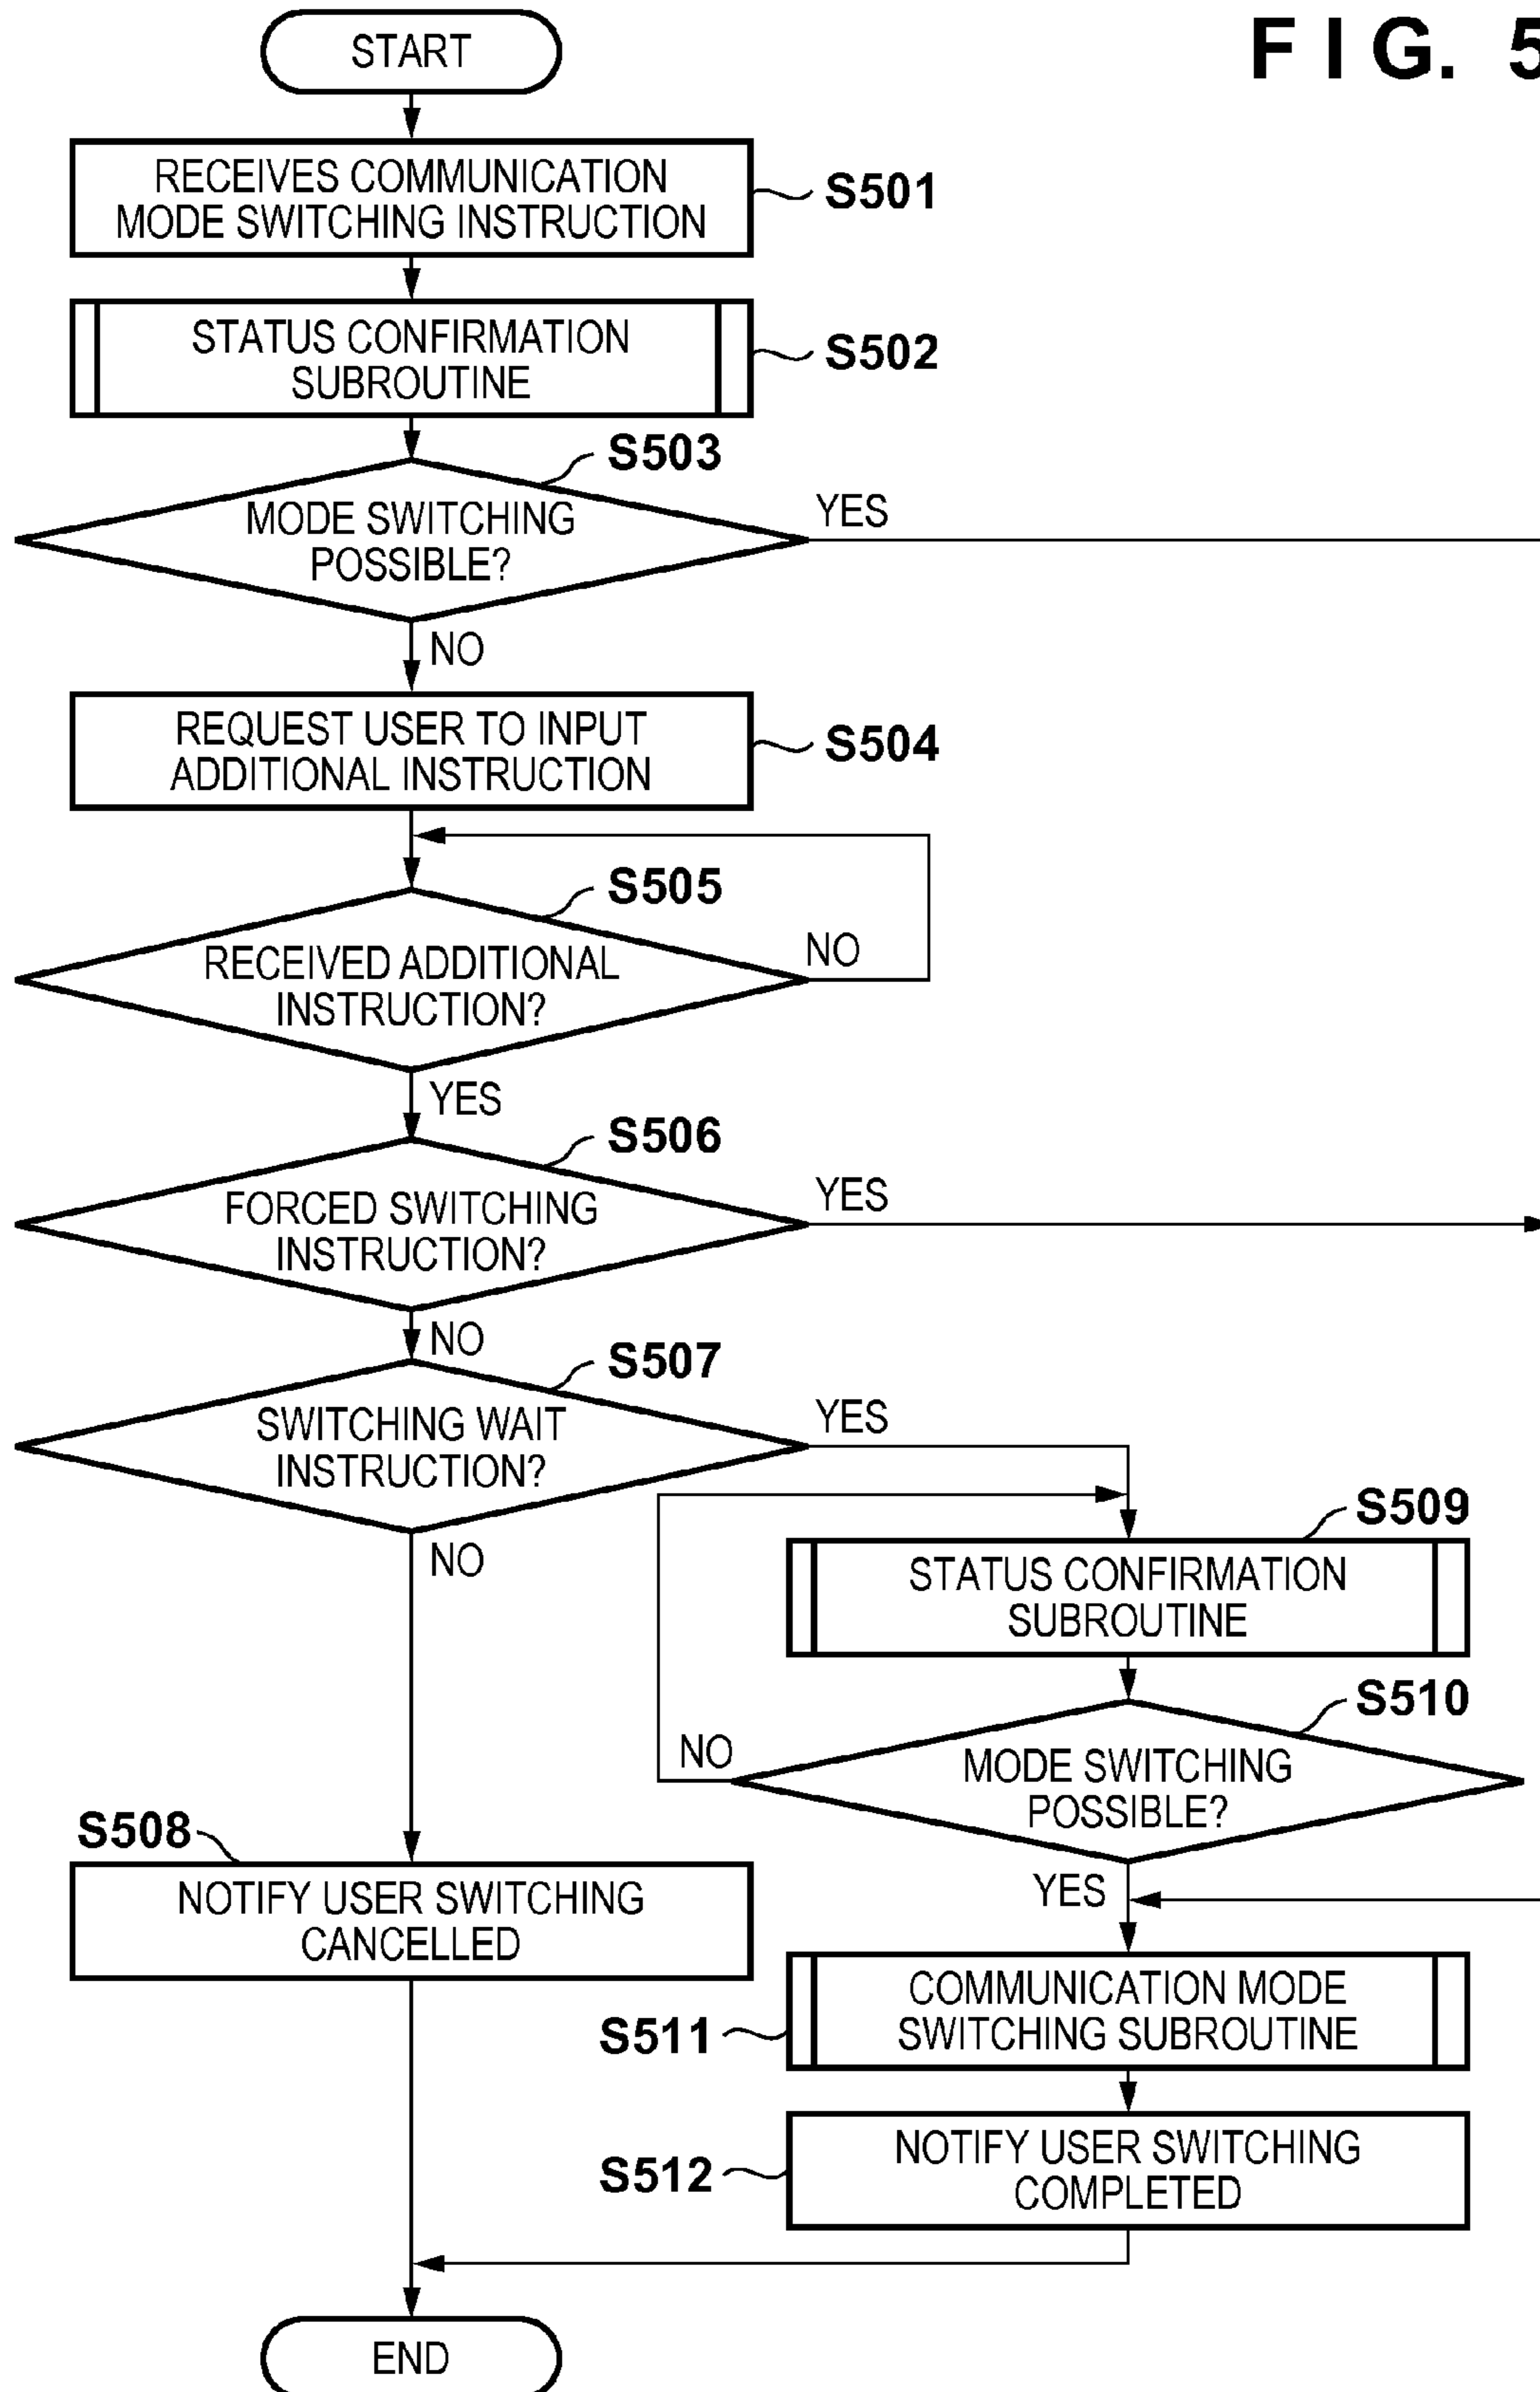 FIG. 5
START
RECEIVES COMMUNICATION
MODE SWITCHING INSTRUCTION
S501
STATUS CONFIRMATION
SUBROUTINE
S502
S503
MODE SWITCHING
POSSIBLE?
YES
NO
REQUEST USER TO INPUT
ADDITIONAL INSTRUCTION
S504
S505
RECEIVED ADDITIONAL
INSTRUCTION?
NO
YES
S506
FORCED SWITCHING
INSTRUCTION?
YES
NO
S507
SWITCHING WAIT
INSTRUCTION?
YES
NO
S509
STATUS CONFIRMATION
SUBROUTINE
S510
MODE SWITCHING
POSSIBLE?
NO
YES
S508
NOTIFY USER SWITCHING
CANCELLED
COMMUNICATION MODE
SWITCHING SUBROUTINE
S511
NOTIFY USER SWITCHING
COMPLETED
S512
END